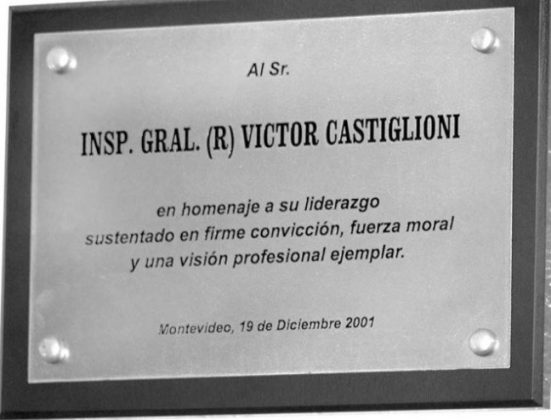 Al Sr.
INSP. GRAL. (R) VICTOR CASTIGLIONI
en homenaje a su liderazgo
sustentado en firme convicción, fuerza moral
y una visión profesional ejemplar.
Montevideo, 19 de Diciembre 2001